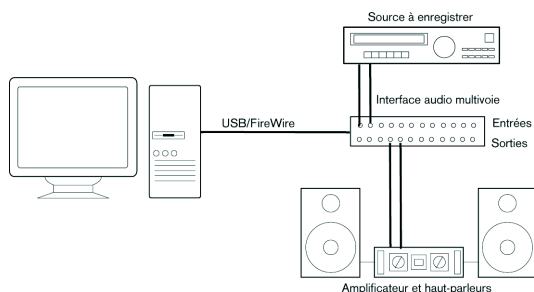 Source à enregistrer
Interface audio multivoie
USB/FireWire
Entrées
Sorties
Amplificateur et haut-parleurs